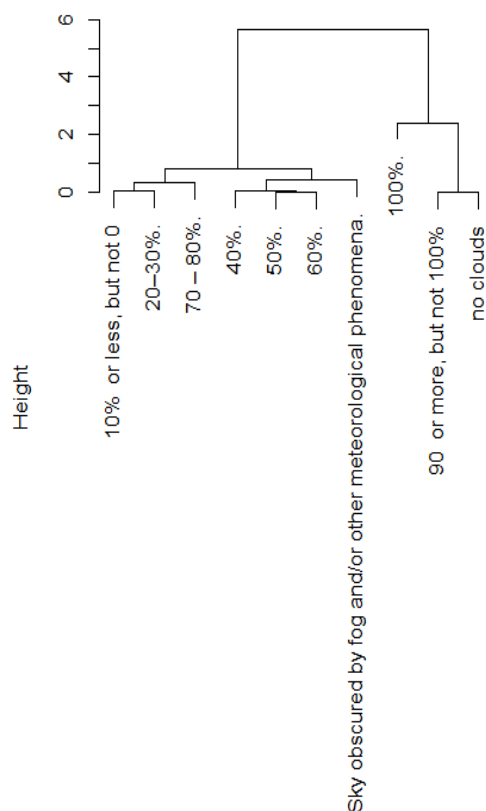 6
4
2
0
Height
10%  or less, but not 0
20–30%.
70 – 80%.
40%.
50%.
60%.
Sky obscured by fog and/or other meteorological phenomena.
100%.
90  or more, but not 100%
no clouds